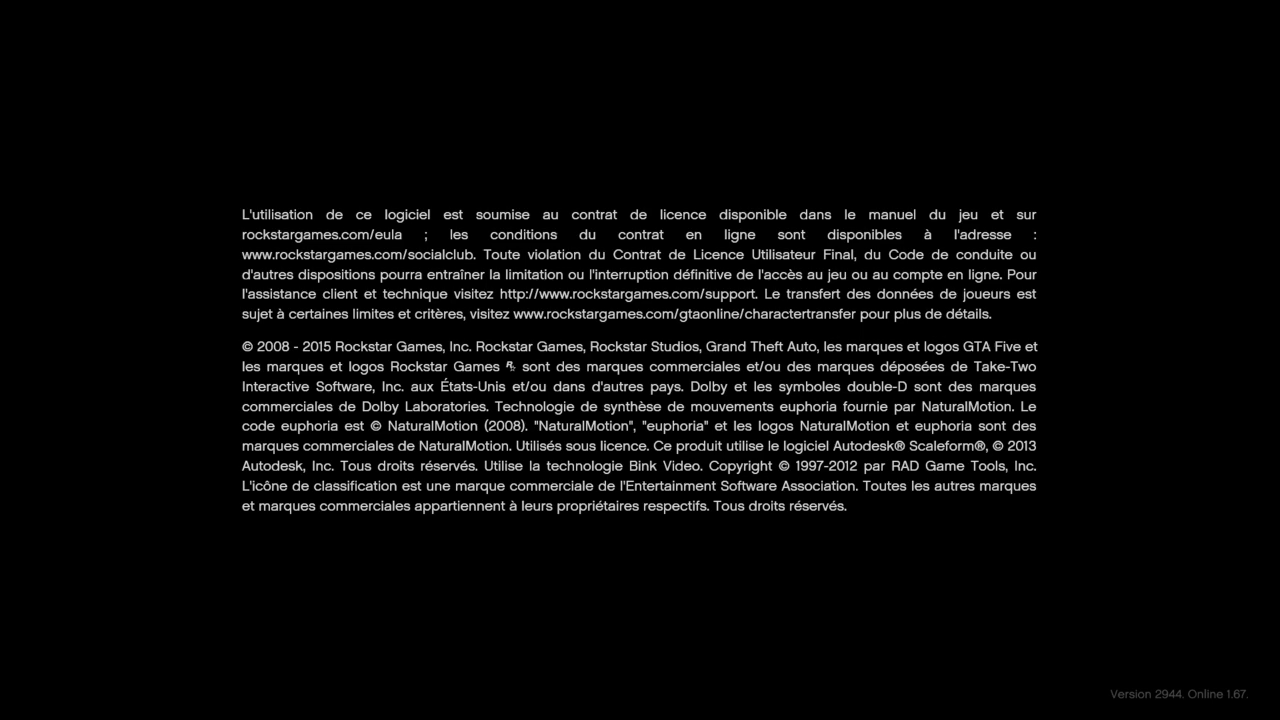 L'utilisation de ce logiciel est soumise au contrat de licence disponible dans le manuel du jeu et sur
rockstargames.com/eula ; les conditions du contrat en ligne sont disponibles à l'adresse :
www.rockstargames.com/socialclub. Toute violation du Contrat de Licence Utilisateur Final, du Code de conduite ou
d'autres dispositions pourra entraîner la limitation ou l'interruption définitive de l'accès au jeu ou au compte en ligne. Pour
l'assistance client et technique visitez http://www.rockstargames.com/support. Le transfert des données de joueurs est
sujet à certaines limites et critères, visitez www.rockstargames.com/gtaonline/charactertransfer pour plus de détails.
© 2008 - 2015 Rockstar Games, Inc. Rockstar Games, Rockstar Studios, Grand Theft Auto, les marques et logos GTA Five et
les marques et logos Rockstar Games R* sont des marques commerciales et/ou des marques déposées de Take-Two
Interactive Software, Inc. aux États-Unis et/ou dans d'autres pays. Dolby et les symboles double-D sont des marques
commerciales de Dolby Laboratories. Technologie de synthèse de mouvements euphoria fournie par NaturalMotion. Le
code euphoria est © NaturalMotion (2008). "NaturalMotion", "euphoria" et les logos NaturalMotion et euphoria sont des
marques commerciales de NaturalMotion. Utilisés sous licence. Ce produit utilise le logiciel Autodesk® Scaleform®, © 2013
Autodesk, Inc. Tous droits réservés. Utilise la technologie Bink Video. Copyright © 1997-2012 par RAD Game Tools, Inc.
L'icône de classification est une marque commerciale de l'Entertainment Software Association. Toutes les autres marques
et marques commerciales appartiennent à leurs propriétaires respectifs. Tous droits réservés.
Version 2944. Online 1.67.